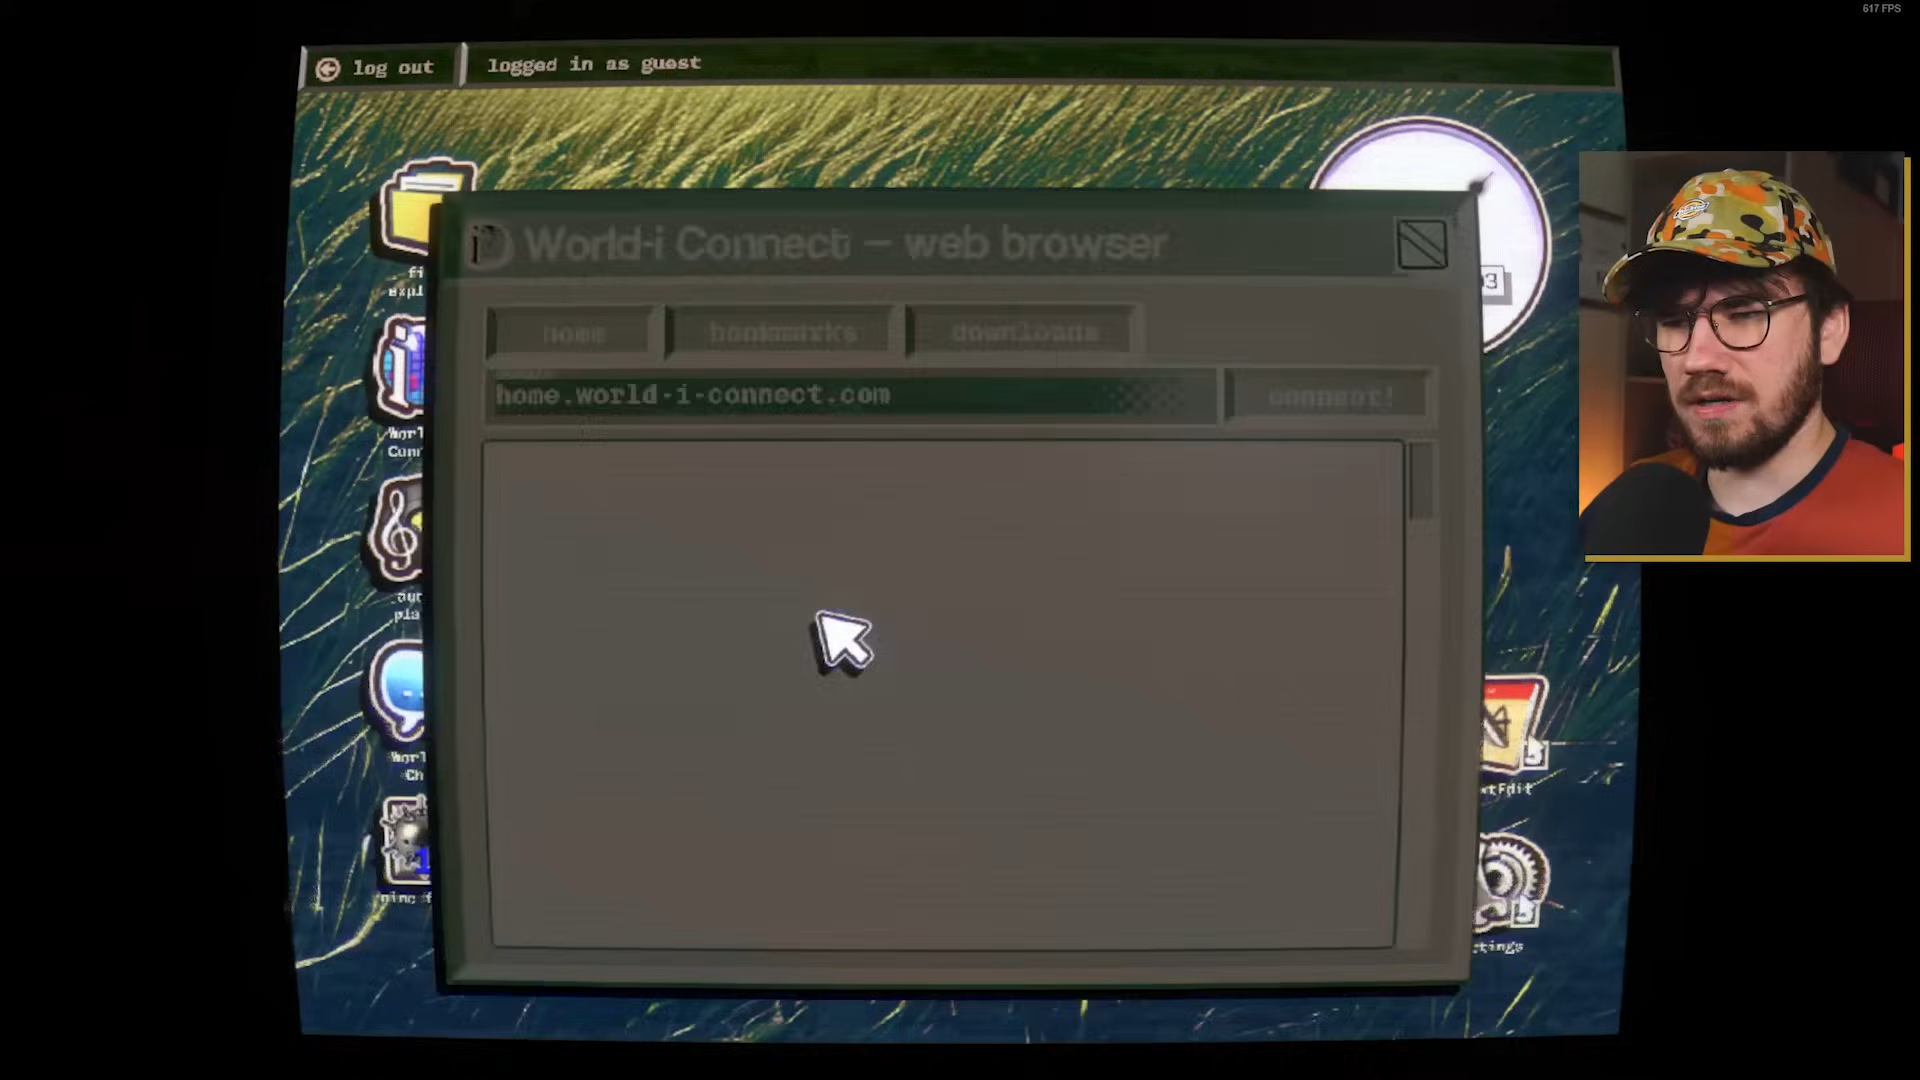 617 FPS
log out
logged in as guest
World-i Connect — web browser
home
bookmarks
downloads
home.world-i-connect.com
connect!